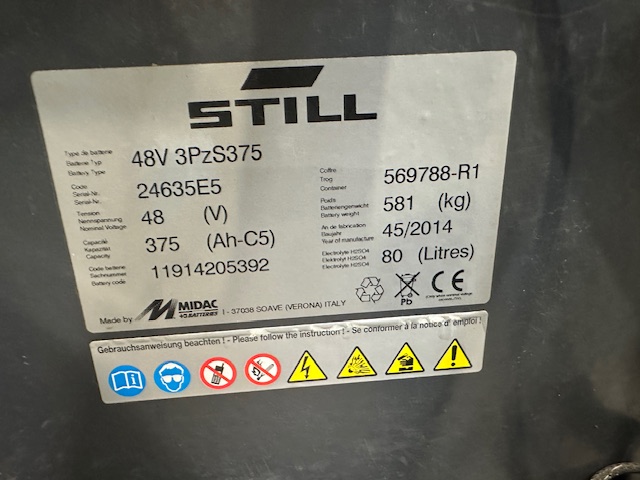 STILL
Type de batterie
Batterie Typ
Battery Type
48V 3PzS375
Code
Serial-Nr.
Serial-Nr.
24635E5
Tension
Nennspannung
Nominal Voltage
48 (V)
Capacité
Kapazität
Capacity
375 (Ah-C5)
Code batterie
Sachnummer
Battery code
11914205392
Coffre
Trog
Container
569788-R1
Poids
Batteriengewicht
Battery weight
581 (kg)
An de fabrication
Baujahr
Year of manufacture
45/2014
Electrolyte H2SO4
Elektrolyt H2SO4
Electrolyte H2SO4
80 (Litres)
Pb
CE
Made by MIDAC BATTERIES I - 37038 SOAVE (VERONA) ITALY
Gebrauchsanweisung beachten ! - Please follow the instruction ! - Se conformer à la notice d' emploi !